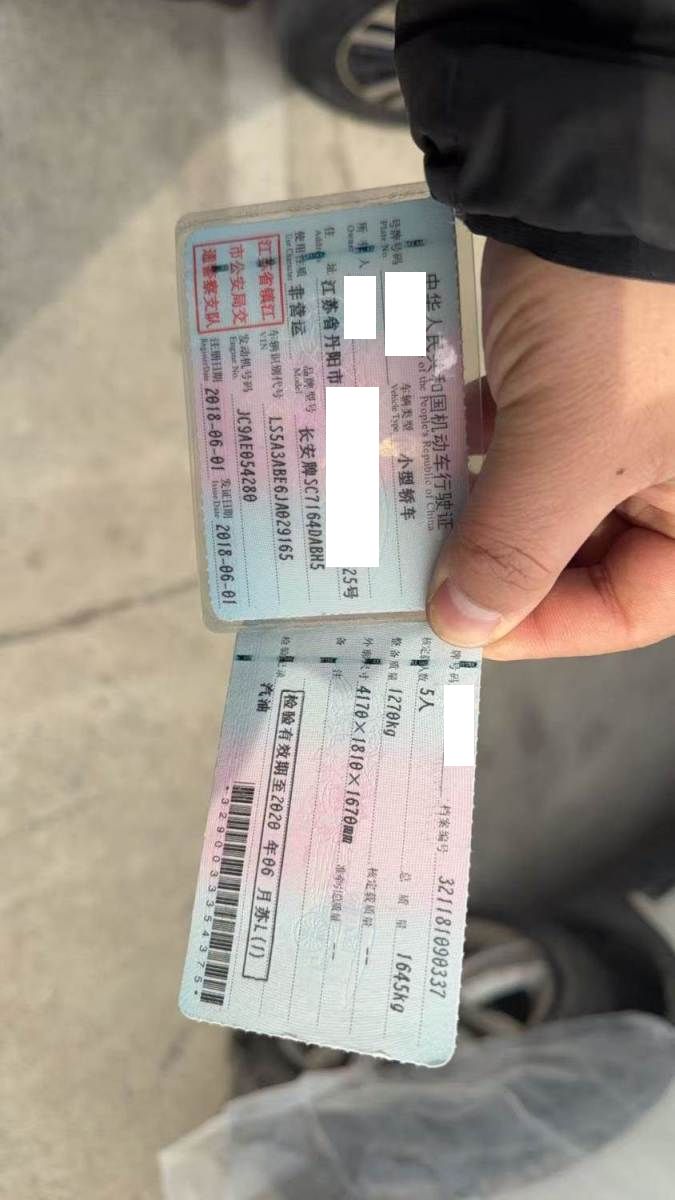 中华人民共和国机动车行驶证
of the People's Republic of China
号牌号码
Plate No.
车辆类型 小型轿车
Vehicle Type
所有人
Owner
住址 江苏省丹阳市
Address
25号
使用性质 非营运
Use Character
品牌型号 长安牌SC7164DABH5
Model
江苏省镇江
市公安局交
通警察支队
车辆识别代号 LS5A3ABE6JA029165
VIN
发动机号码 JC9AE054280
Engine No.
注册日期 2018-06-01
Register Date
发证日期 2018-06-01
Issue Date
牌号码
档案编号 321181090337
核定载人数 5人
总质量 1645kg
整备质量 1270kg
核定载质量 --
外廓尺寸 4170×1810×1670mm
准牵引总质量 --
备注
检验有效期至2020年06月苏L(1)
检验记录
汽油
*3290033354375*